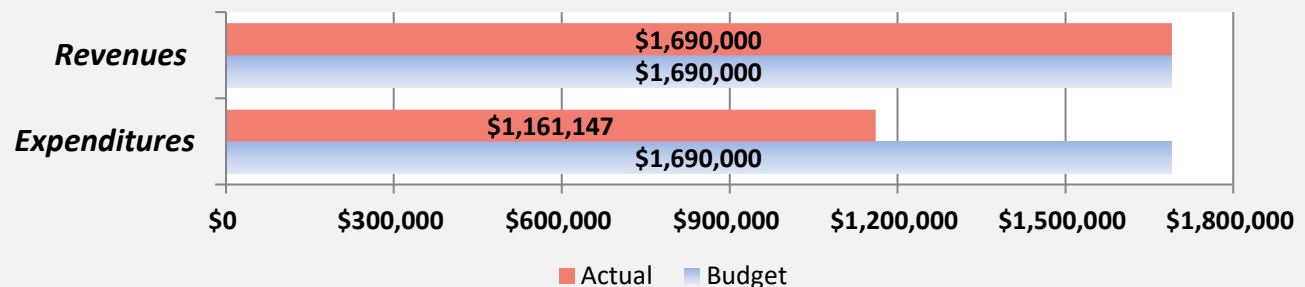 Revenues
$1,690,000
$1,690,000
Expenditures
$1,161,147
$1,690,000
$0 $300,000 $600,000 $900,000 $1,200,000 $1,500,000 $1,800,000
Actual Budget